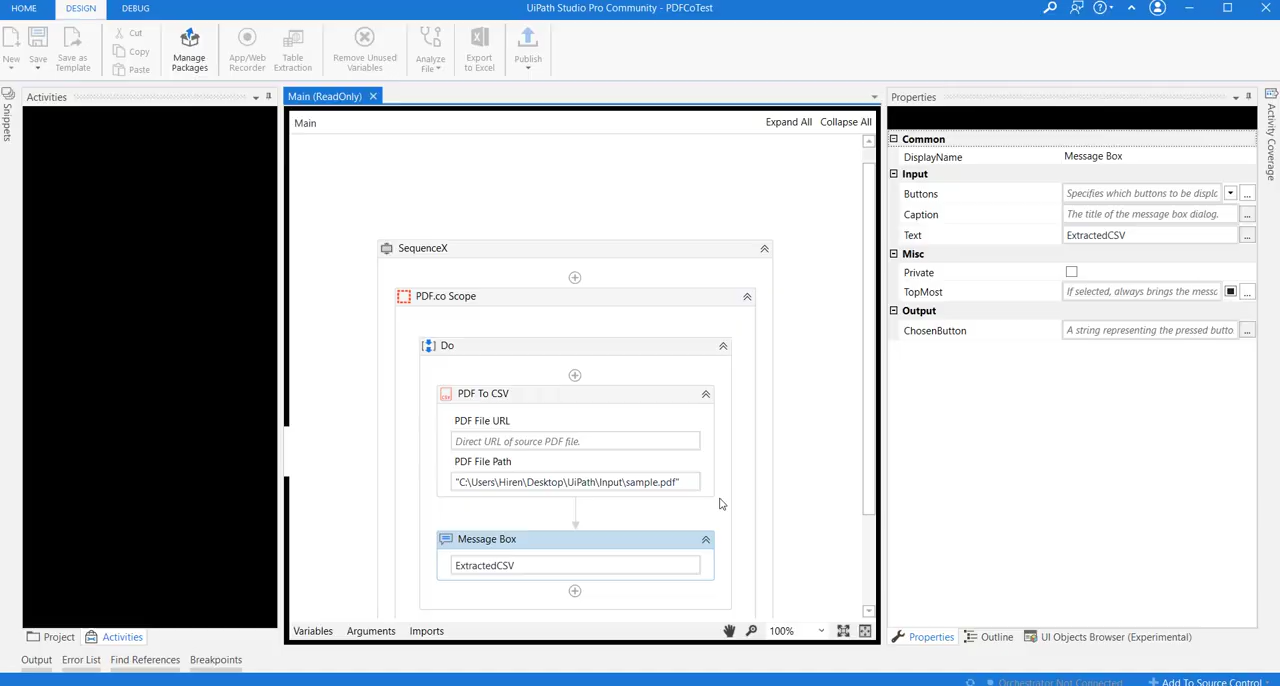 HOME DESIGN DEBUG UiPath Studio Pro Community - PDFCoTest
New Save Save as Template Cut Copy Paste Manage Packages App/Web Recorder Table Extraction Remove Unused Variables Analyze File Export to Excel Publish
Snippets
Activities
Main (ReadOnly)
Main Expand All Collapse All
SequenceX
PDF.co Scope
Do
PDF To CSV
PDF File URL
Direct URL of source PDF file.
PDF File Path
"C:\Users\Hiren\Desktop\UiPath\Input\sample.pdf"
Message Box
ExtractedCSV
Variables Arguments Imports 100%
Properties
Common
DisplayName Message Box
Input
Buttons Specifies which buttons to be displc ...
Caption The title of the message box dialog. ...
Text ExtractedCSV ...
Misc
Private
TopMost If selected, always brings the messc ...
Output
ChosenButton A string representing the pressed butto ...
Activity Coverage
Project Activities
Properties Outline UI Objects Browser (Experimental)
Output Error List Find References Breakpoints
Orchestrator Not Connected Add To Source Control